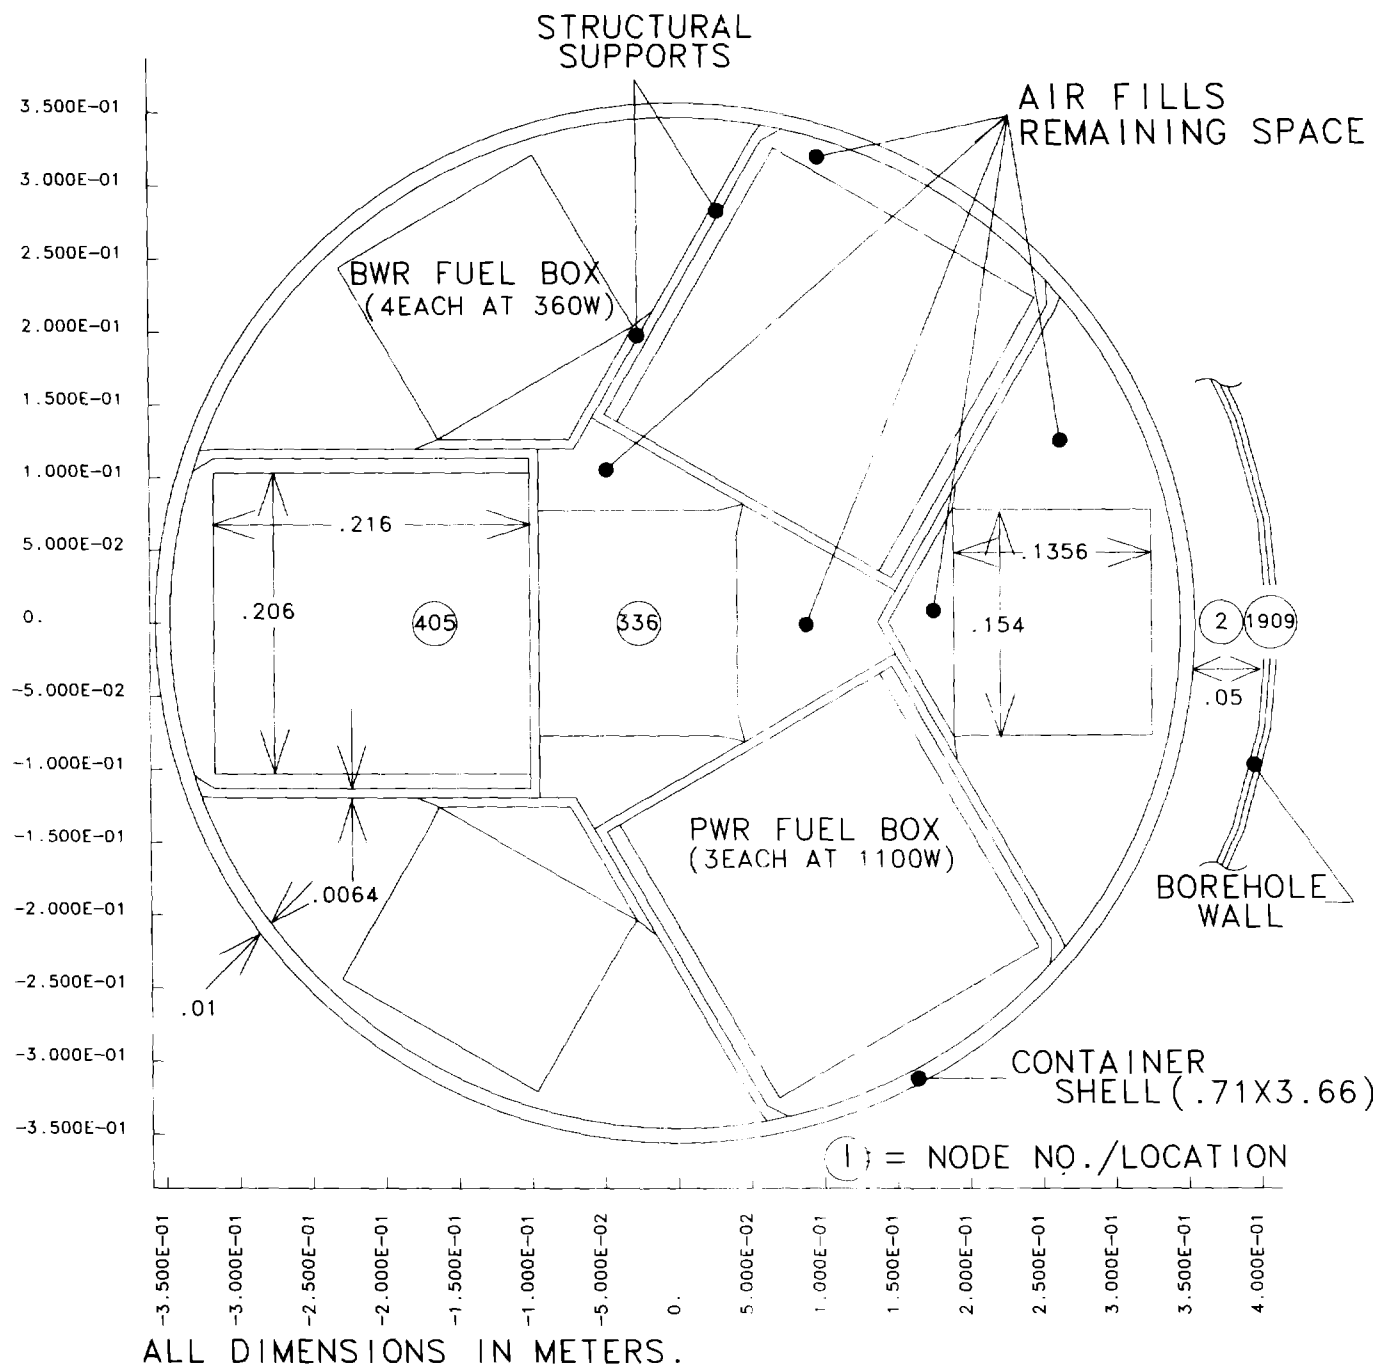 STRUCTURAL
SUPPORTS
AIR FILLS
REMAINING SPACE
3.500E-01
3.000E-01
2.500E-01
2.000E-01
1.500E-01
1.000E-01
5.000E-02
0.
-5.000E-02
-1.000E-01
-1.500E-01
-2.000E-01
-2.500E-01
-3.000E-01
-3.500E-01
BWR FUEL BOX
(4EACH AT 360W)
.216
.206
405
336
.1356
.154
2
1909
.05
PWR FUEL BOX
(3EACH AT 1100W)
.0064
.01
BOREHOLE
WALL
CONTAINER
SHELL(.71X3.66)
I = NODE NO./LOCATION
-3.500E-01
-3.000E-01
-2.500E-01
-2.000E-01
-1.500E-01
-1.000E-01
-5.000E-02
0.
5.000E-02
1.000E-01
1.500E-01
2.000E-01
2.500E-01
3.000E-01
3.500E-01
4.000E-01
ALL DIMENSIONS IN METERS.